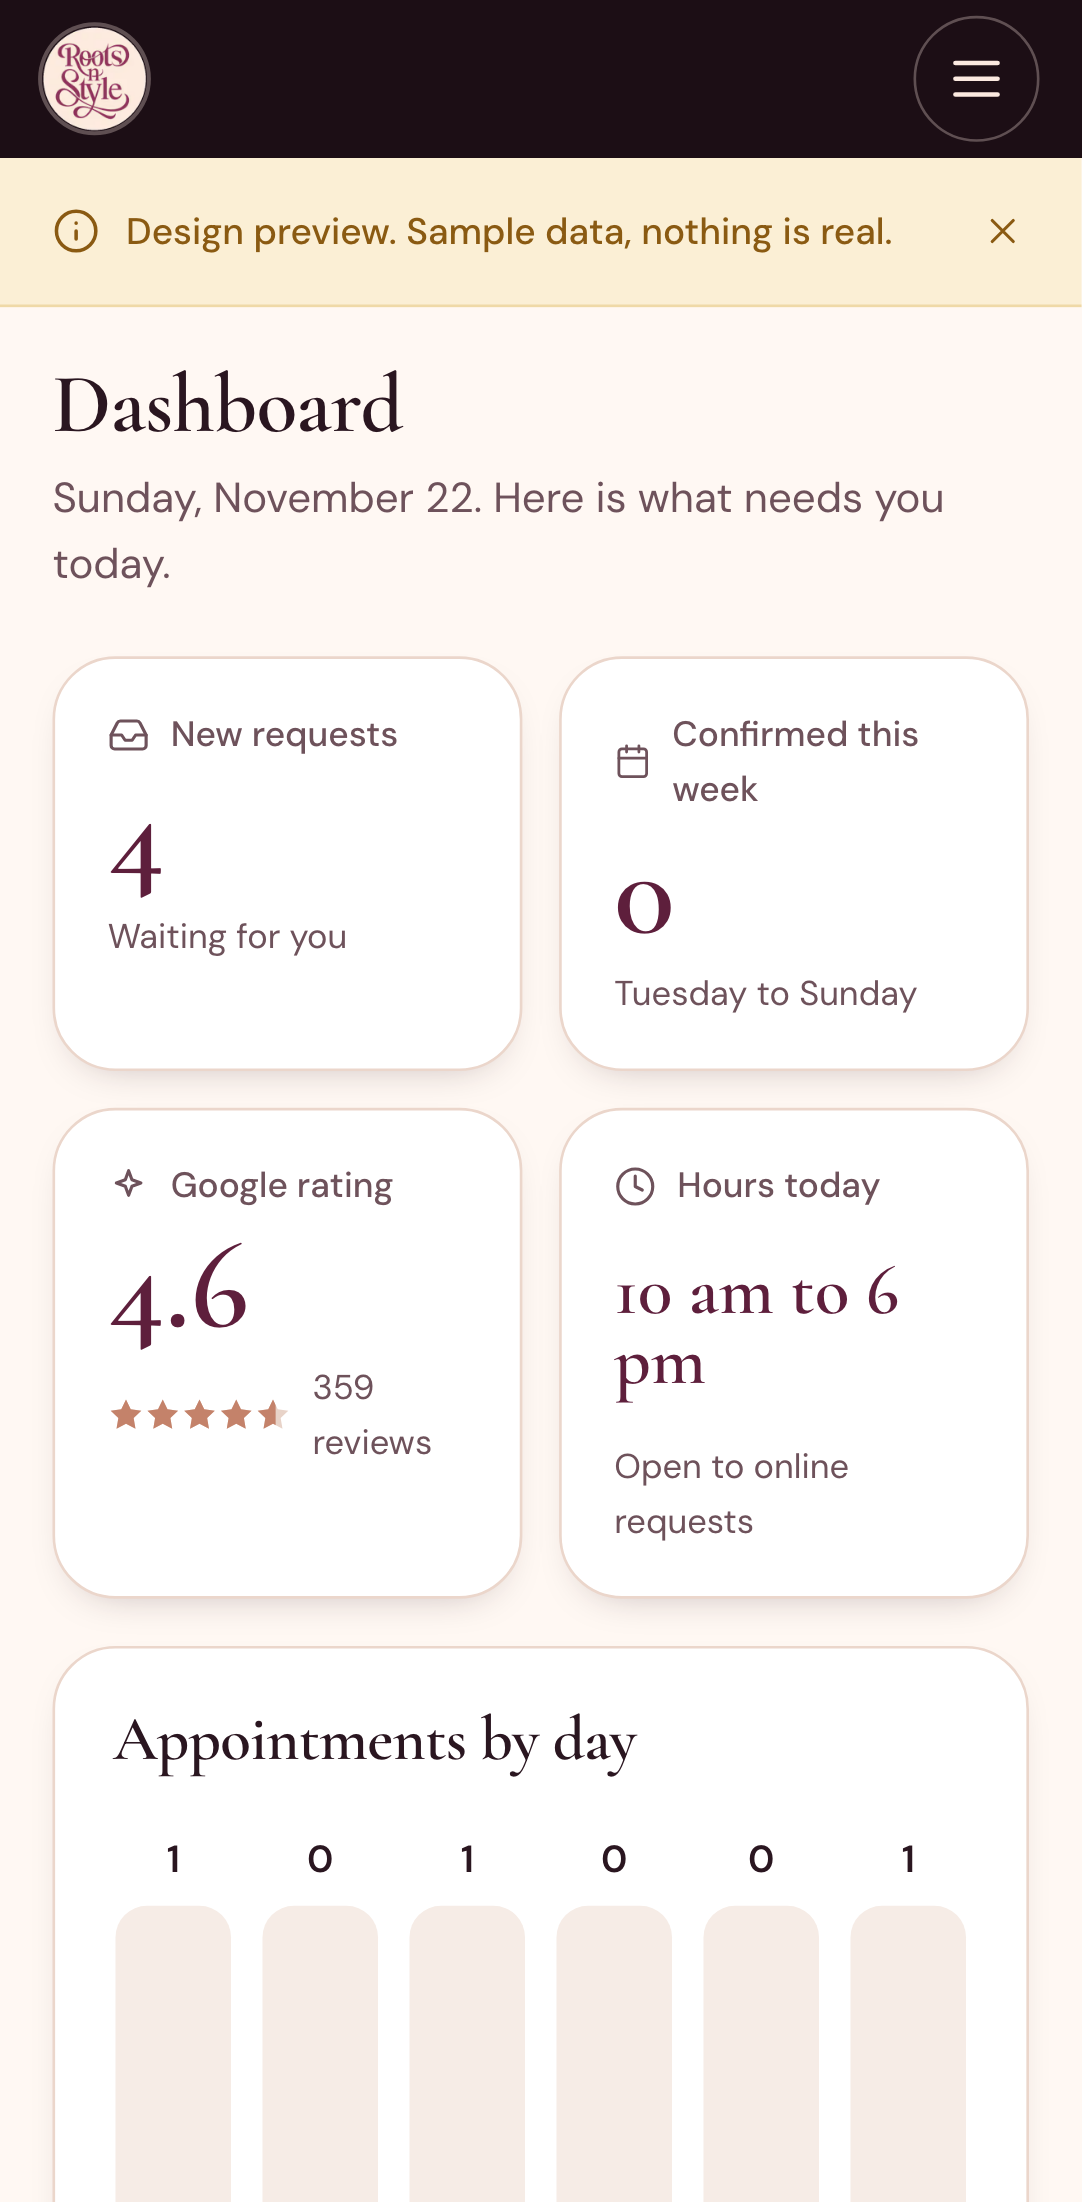 Roots
n
Style
Design preview. Sample data, nothing is real.
Dashboard
Sunday, November 22. Here is what needs you
today.
New requests
4
Waiting for you
Confirmed this
week
0
Tuesday to Sunday
Google rating
4.6
359
reviews
Hours today
10 am to 6
pm
Open to online
requests
Appointments by day
1 0 1 0 0 1